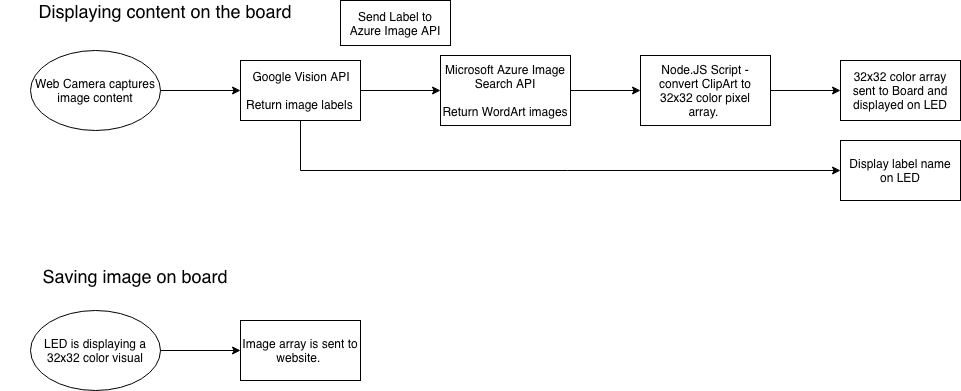 Displaying content on the board
Send Label to
Azure Image API
Web Camera captures
image content
Google Vision API
Return image labels
Microsoft Azure Image
Search API
Return WordArt images
Node.JS Script -
convert ClipArt to
32x32 color pixel
array.
32x32 color array
sent to Board and
displayed on LED
Display label name
on LED
Saving image on board
LED is displaying a
32x32 color visual
Image array is sent to
website.